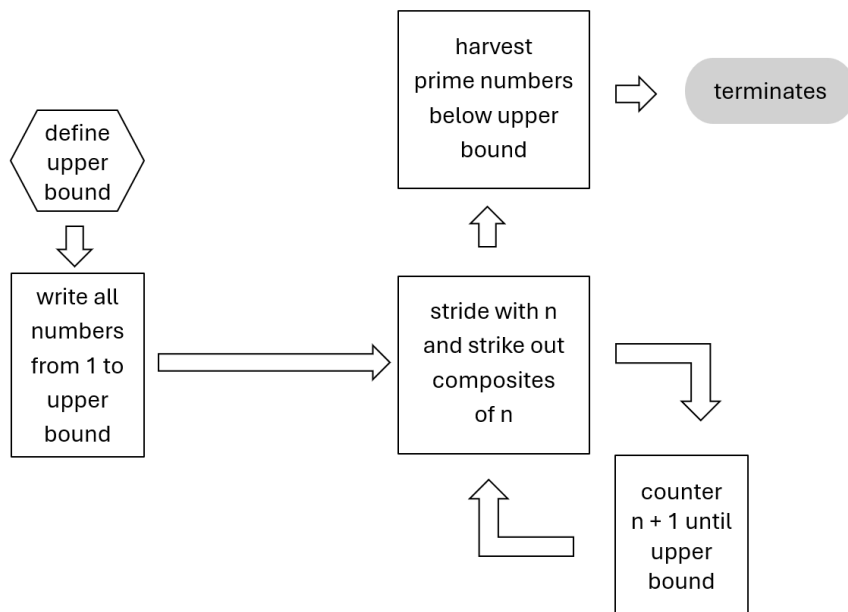 define
upper
bound
write all
numbers
from 1 to
upper
bound
harvest
prime numbers
below upper
bound
terminates
stride with n
and strike out
composites
of n
counter
n + 1 until
upper
bound